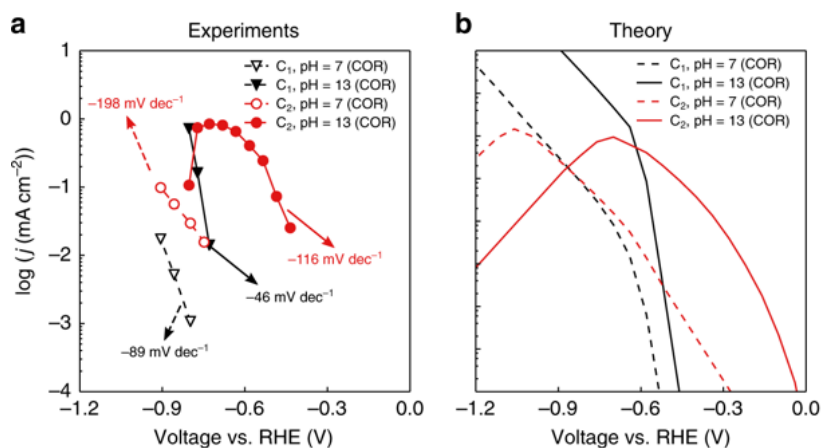 a
Experiments
C₁, pH = 7 (COR)
C₁, pH = 13 (COR)
C₂, pH = 7 (COR)
C₂, pH = 13 (COR)
−198 mV dec⁻¹
−116 mV dec⁻¹
−46 mV dec⁻¹
−89 mV dec⁻¹
log (j (mA cm⁻²))
1
0
−1
−2
−3
−4
−1.2
−0.9
−0.6
−0.3
0.0
Voltage vs. RHE (V)
b
Theory
C₁, pH = 7 (COR)
C₁, pH = 13 (COR)
C₂, pH = 7 (COR)
C₂, pH = 13 (COR)
−1.2
−0.9
−0.6
−0.3
0.0
Voltage vs. RHE (V)